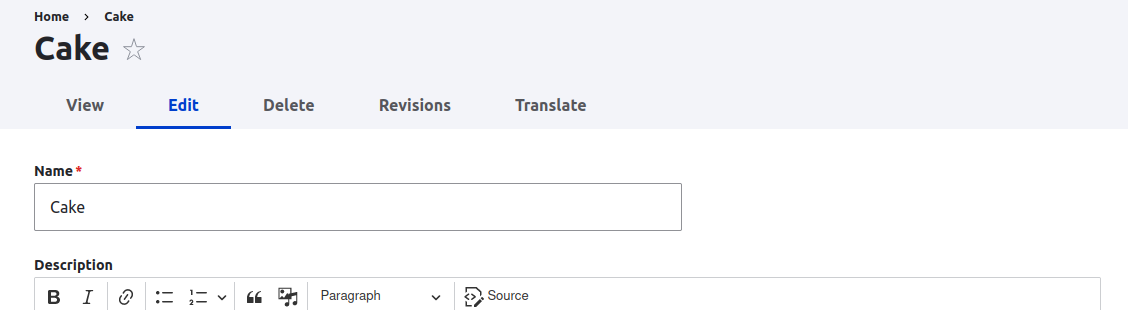 Home › Cake
Cake
View Edit Delete Revisions Translate
Name *
Cake
Description
B I Paragraph Source